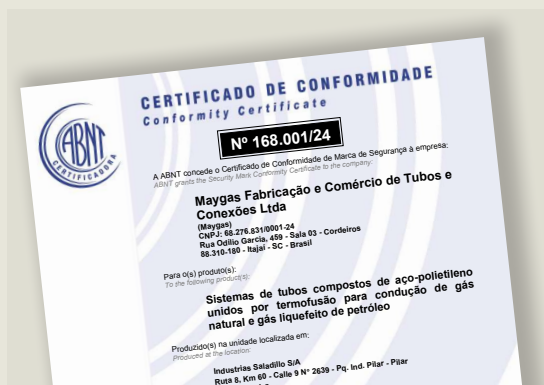 CERTIFICADO DE CONFORMIDADE
Conformity Certificate
ABNT
CERTIFICADORA
Nº 168.001/24
A ABNT concede o Certificado de Conformidade de Marca de Segurança à empresa:
ABNT grants the Security Mark Conformity Certificate to the company:
Maygas Fabricação e Comércio de Tubos e
Conexões Ltda
(Maygas)
CNPJ: 68.276.831/0001-24
Rua Odílio Garcia, 459 - Sala 03 - Cordeiros
88.310-180 - Itajaí - SC - Brasil
Para o(s) produto(s):
To the following product(s):
Sistemas de tubos compostos de aço-polietileno
unidos por termofusão para condução de gás
natural e gás liquefeito de petróleo
Produzido(s) na unidade localizada em:
Produced at the location:
Industrias Saladillo S/A
Ruta 8, Km 60 - Calle 9 Nº 2639 - Pq. Ind. Pilar - Pilar